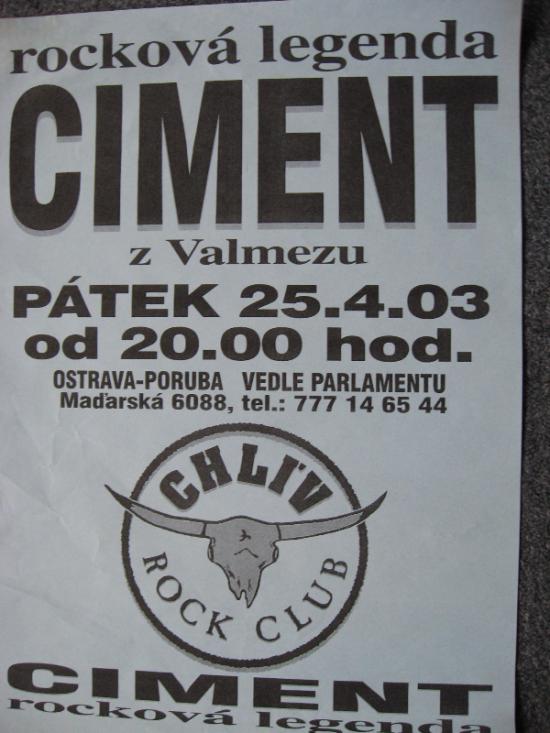 rocková legenda
CIMENT
z Valmezu
PÁTEK 25.4.03
od 20.00 hod.
OSTRAVA-PORUBA VEDLE PARLAMENTU
Maďarská 6088, tel.: 777 14 65 44
CHLÍV
ROCK CLUB
CIMENT
rocková legenda